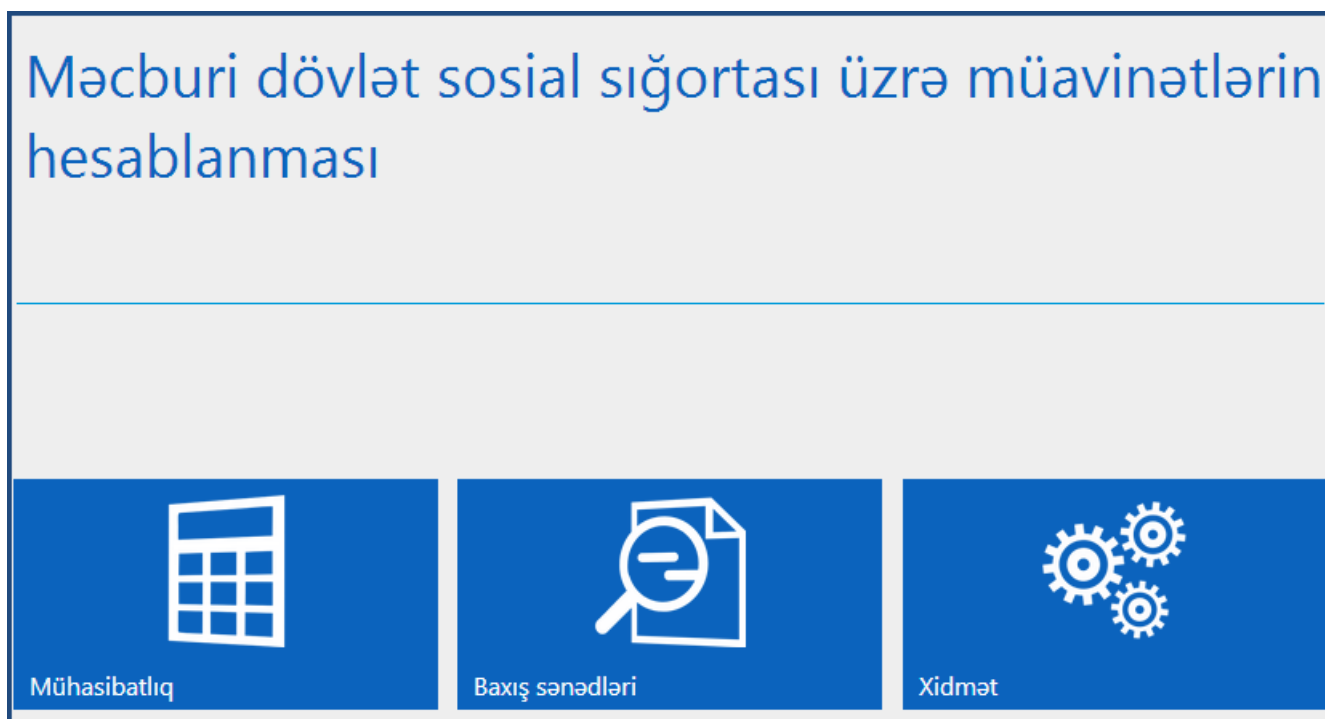 Məcburi dövlət sosial sığortası üzrə müavinətlərin
hesablanması
Mühasibatlıq
Baxış sənədləri
Xidmət